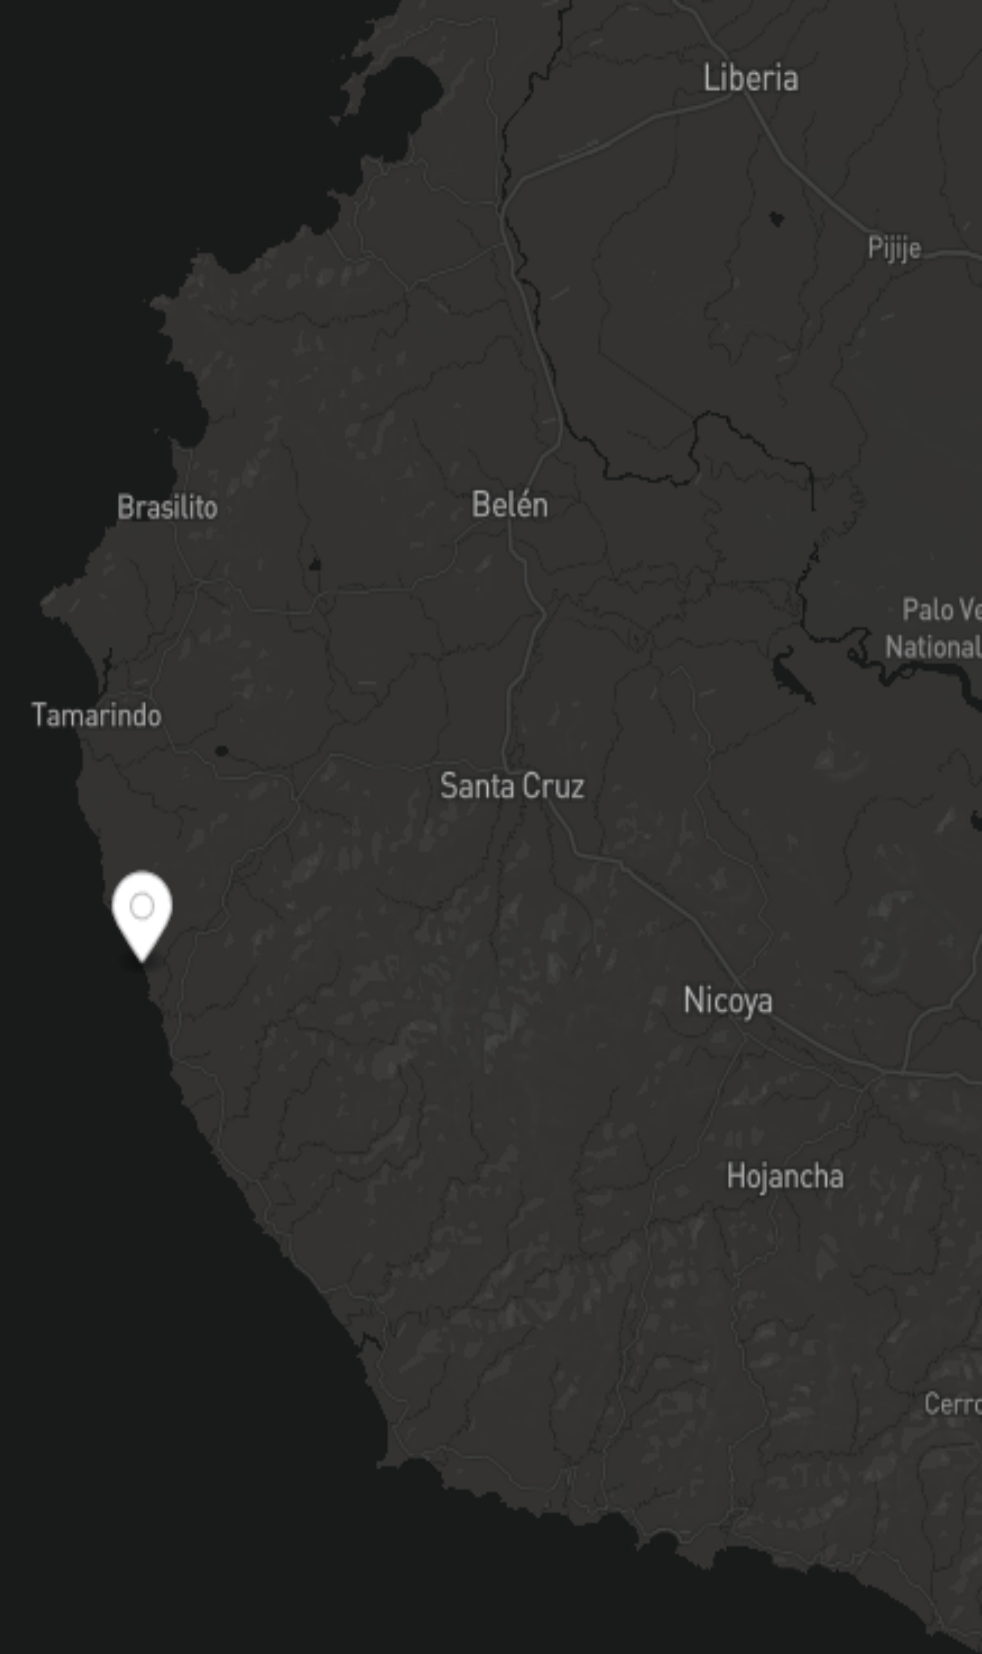 Liberia
Pijije
Brasilito
Belén
Palo Ve
National
Tamarindo
Santa Cruz
Nicoya
Hojancha
Cerro